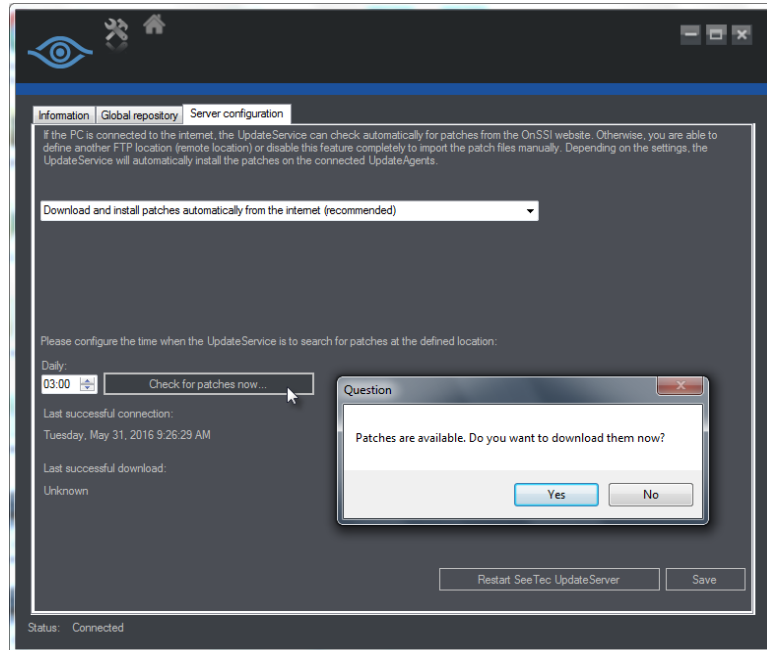 Information Global repository Server configuration
If the PC is connected to the internet, the UpdateService can check automatically for patches from the OnSSI website. Otherwise, you are able to
define another FTP location (remote location) or disable this feature completely to import the patch files manually. Depending on the settings, the
UpdateService will automatically install the patches on the connected UpdateAgents.
Download and install patches automatically from the internet (recommended)
Please configure the time when the UpdateService is to search for patches at the defined location:
Daily:
03:00 Check for patches now...
Last successful connection:
Tuesday, May 31, 2016 9:26:29 AM
Last successful download:
Unknown
Question
Patches are available. Do you want to download them now?
Yes No
Restart SeeTec UpdateServer Save
Status: Connected